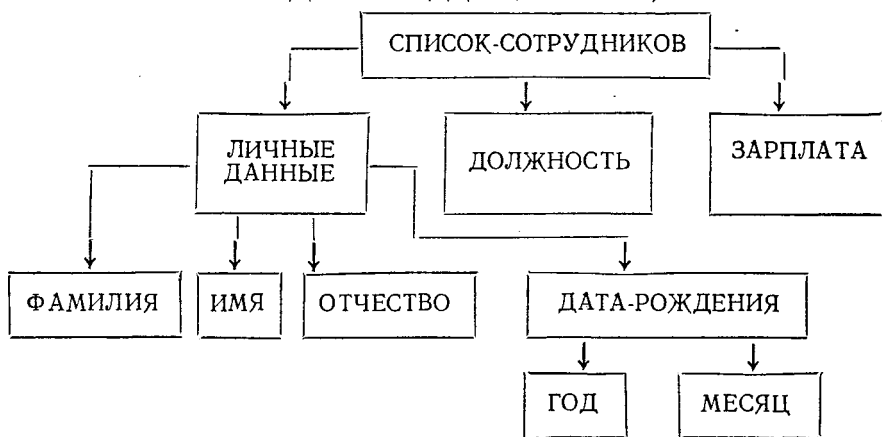 СПИСОК-СОТРУДНИКОВ
ЛИЧНЫЕ
ДАННЫЕ
ДОЛЖНОСТЬ
ЗАРПЛАТА
ФАМИЛИЯ
ИМЯ
ОТЧЕСТВО
ДАТА-РОЖДЕНИЯ
ГОД
МЕСЯЦ